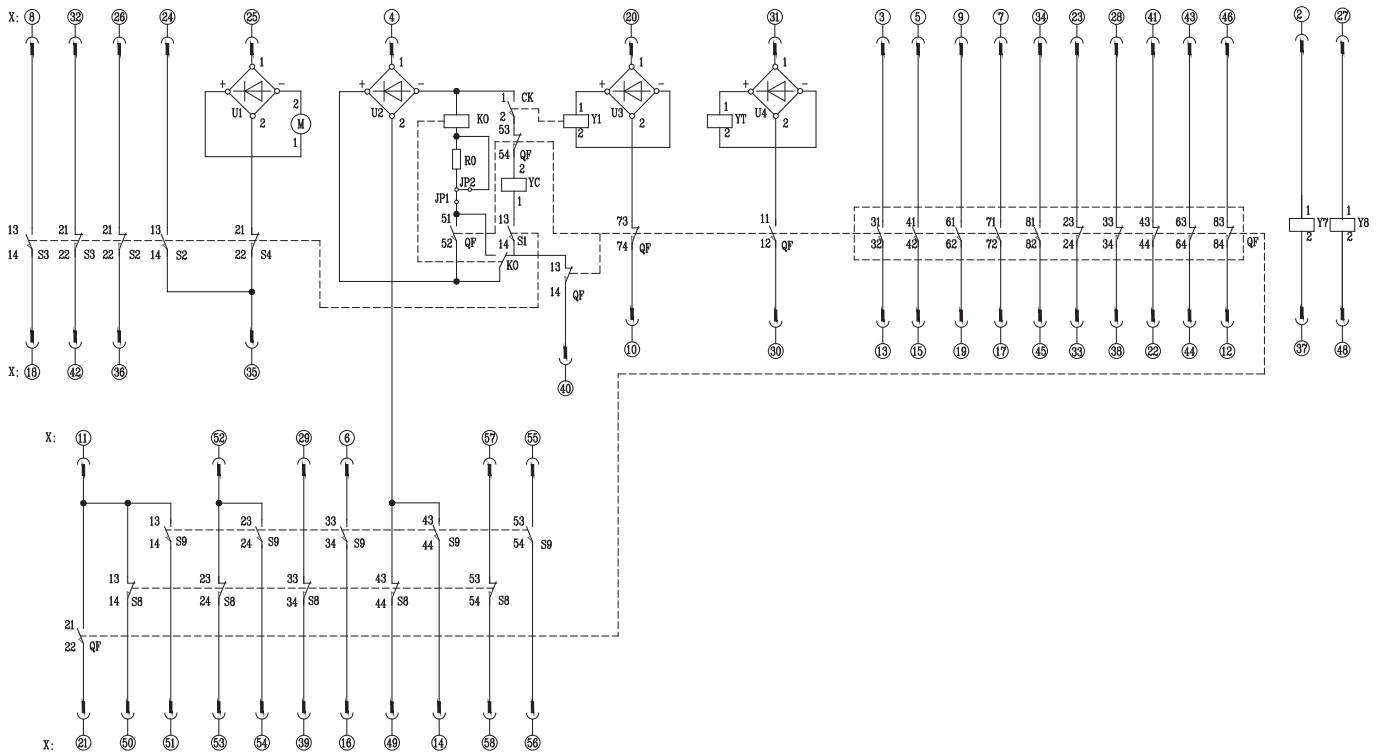 X: 8 32 26 24 25 4 20 31 3 5 9 7 34 23 28 41 43 46 2 27
1 1 1 1
+ - + - + - + -
U1 U2 U3 U4
2 2 2 2
2 M 1
1 CK
2
K0
1 Y1 2
1 YT 2
53
54 QF
R0
2
YC
1
JP2
JP1
51
52 QF
13
14 S1
K0
13
14 QF
13 21 21 13 21
14 S3 22 S3 22 S2 14 S2 22 S4
73
74 QF
11
12 QF
31 41 61 71 81 23 33 43 63 83
32 42 62 72 82 24 34 44 64 84 QF
1 1
Y7 Y8
2 2
10 30 13 15 19 17 45 33 38 22 44 12 37 48
X: 18 42 36 35
40
X: 11 52 29 6 57 55
13 23 33 43 53
14 S9 24 S9 34 S9 44 S9 54 S9
13 23 33 43 53
14 S8 24 S8 34 S8 44 S8 54 S8
21
22 QF
X: 21 50 51 53 54 39 16 49 14 58 56